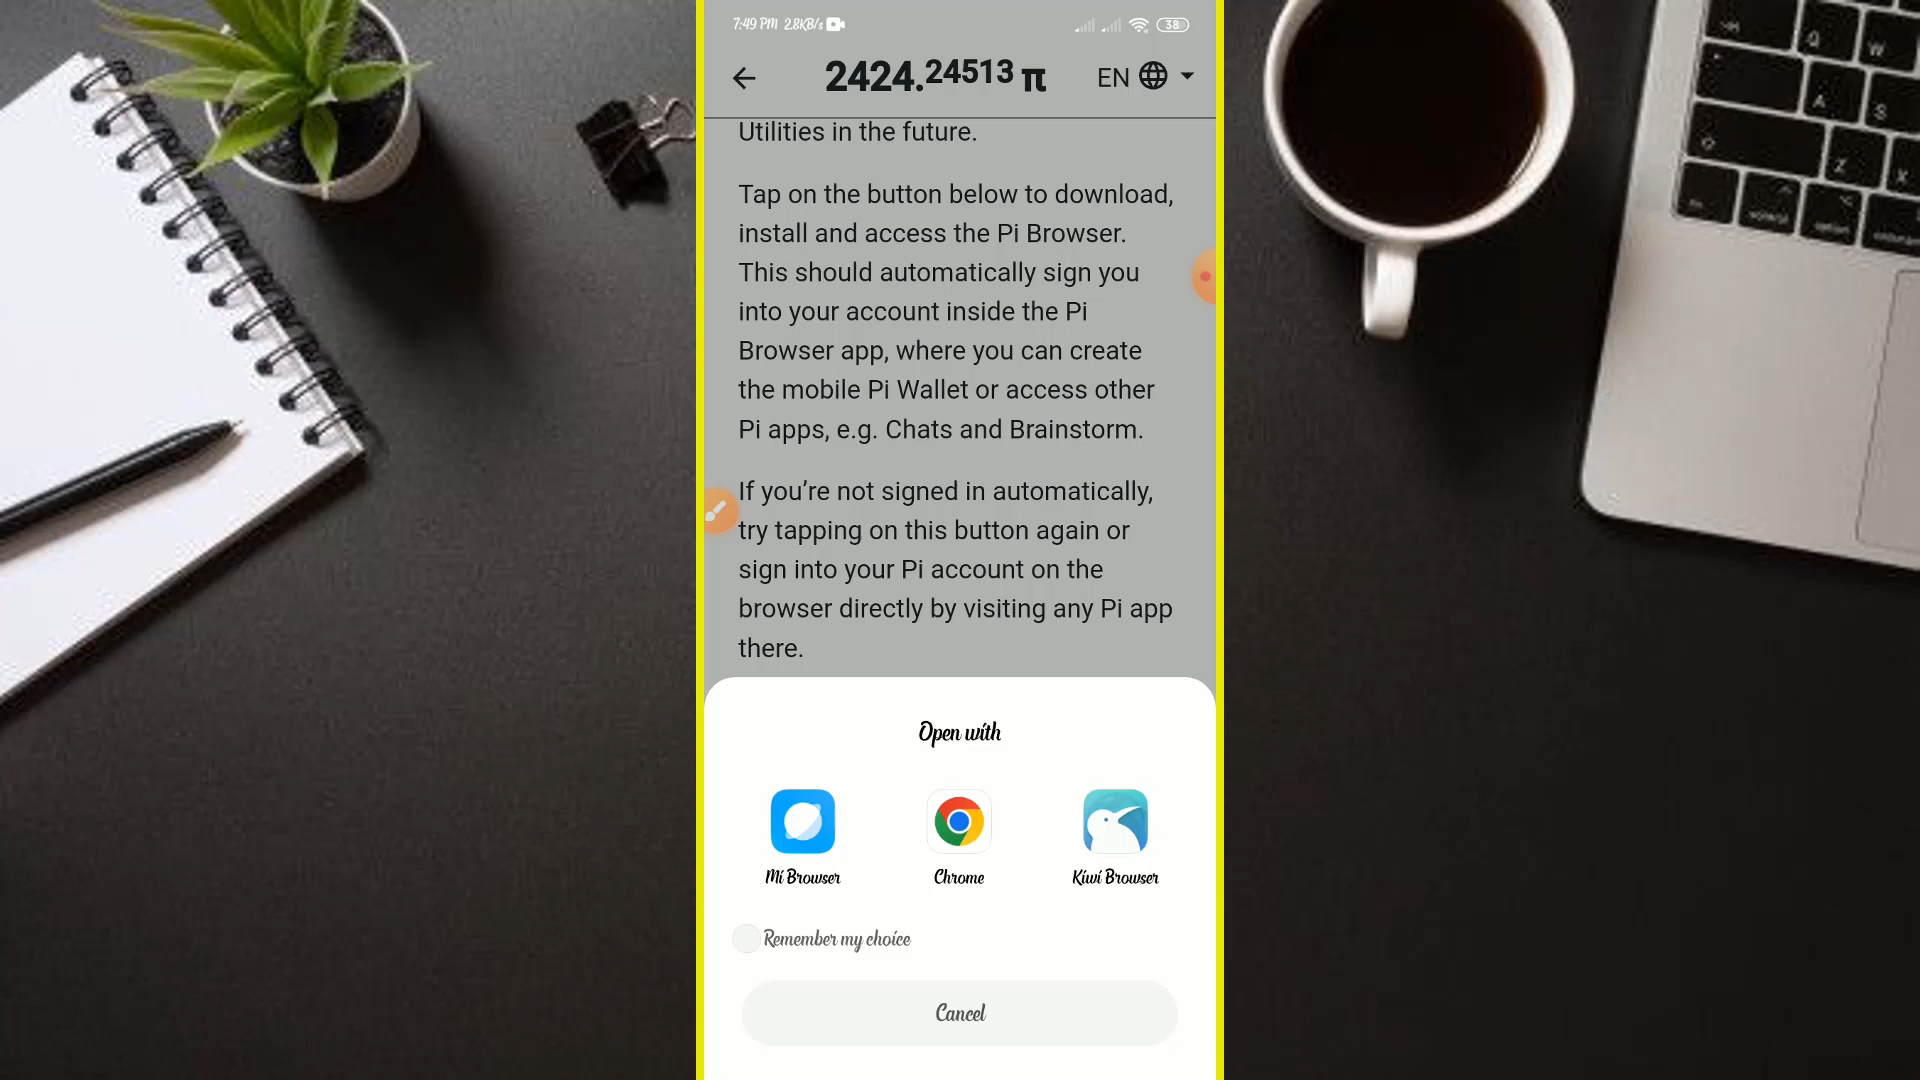 7:49 PM 2.8KB/s
38
2424.24513 π
EN
Utilities in the future.
Tap on the button below to download,
install and access the Pi Browser.
This should automatically sign you
into your account inside the Pi
Browser app, where you can create
the mobile Pi Wallet or access other
Pi apps, e.g. Chats and Brainstorm.
If you’re not signed in automatically,
try tapping on this button again or
sign into your Pi account on the
browser directly by visiting any Pi app
there.
Open with
Mi Browser
Chrome
Kiwi Browser
Remember my choice
Cancel
Q
W
A
S
Z
X